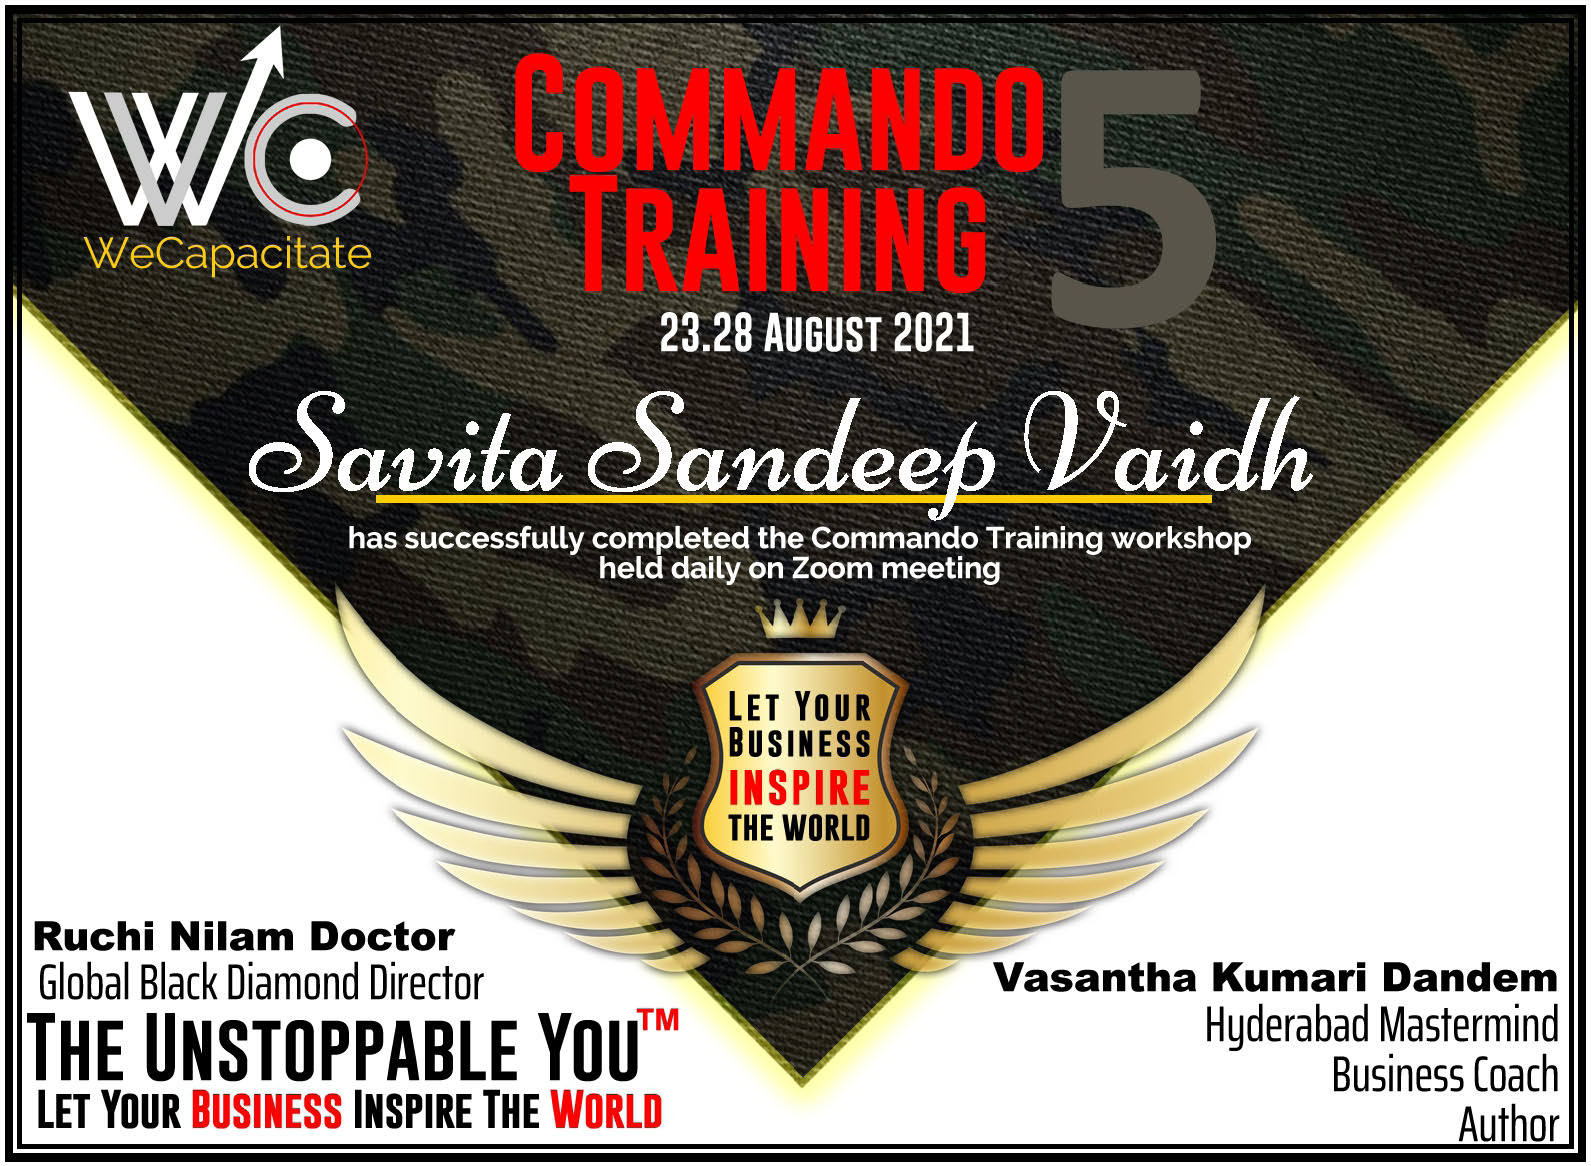 WC
WeCapacitate
COMMANDO
TRAINING
5
23.28 AUGUST 2021
Savita Sandeep Vaidh
has successfully completed the Commando Training workshop
held daily on Zoom meeting
LET YOUR
BUSINESS
INSPIRE
THE WORLD
Ruchi Nilam Doctor
Global Black Diamond Director
THE UNSTOPPABLE YOU™
LET YOUR BUSINESS INSPIRE THE WORLD
Vasantha Kumari Dandem
Hyderabad Mastermind
Business Coach
Author